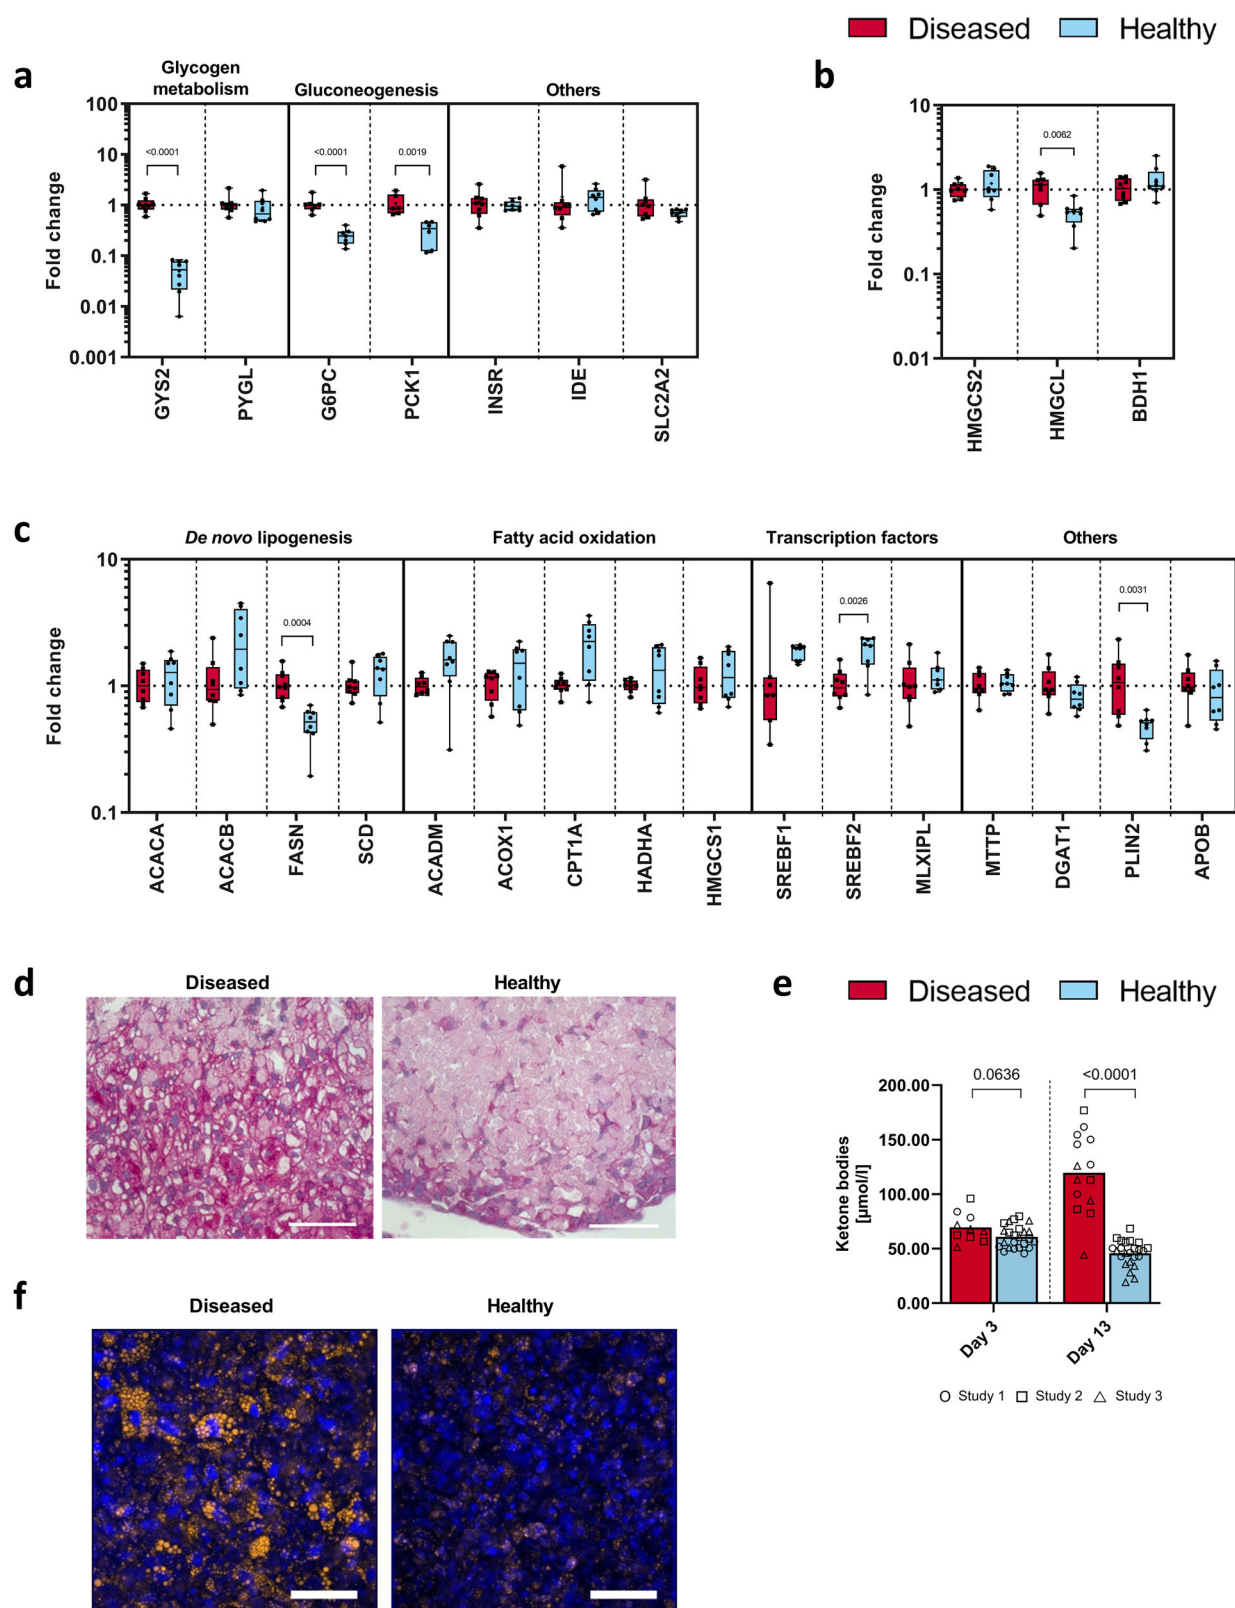 Diseased Healthy
a
Glycogen
metabolism
Gluconeogenesis
Others
Fold change
100
10
1
0.1
0.01
0.001
<0.0001
<0.0001
0.0019
GYS2
PYGL
G6PC
PCK1
INSR
IDE
SLC2A2
b
Fold change
10
1
0.1
0.01
0.0062
HMGCS2
HMGCL
BDH1
c
De novo lipogenesis
Fatty acid oxidation
Transcription factors
Others
Fold change
10
1
0.1
0.0004
0.0026
0.0031
ACACA
ACACB
FASN
SCD
ACADM
ACOX1
CPT1A
HADHA
HMGCS1
SREBF1
SREBF2
MLXIPL
MTTP
DGAT1
PLIN2
APOB
d
Diseased
Healthy
e
Diseased Healthy
Ketone bodies
[µmol/l]
200.00
150.00
100.00
50.00
0.00
0.0636
<0.0001
Day 3
Day 13
Study 1 Study 2 Study 3
f
Diseased
Healthy